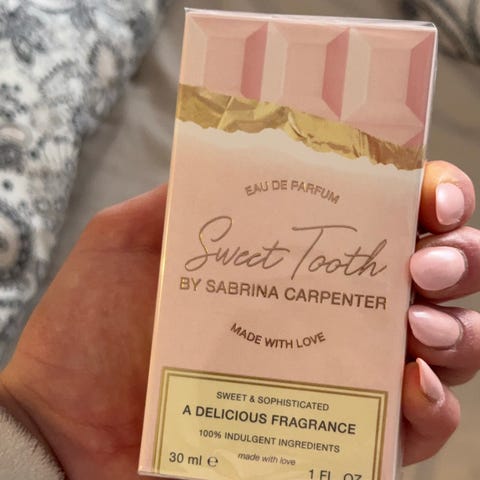 EAU DE PARFUM
Sweet Tooth
BY SABRINA CARPENTER
MADE WITH LOVE
SWEET & SOPHISTICATED
A DELICIOUS FRAGRANCE
100% INDULGENT INGREDIENTS
made with love
30 ml ℮ 1 FL. OZ